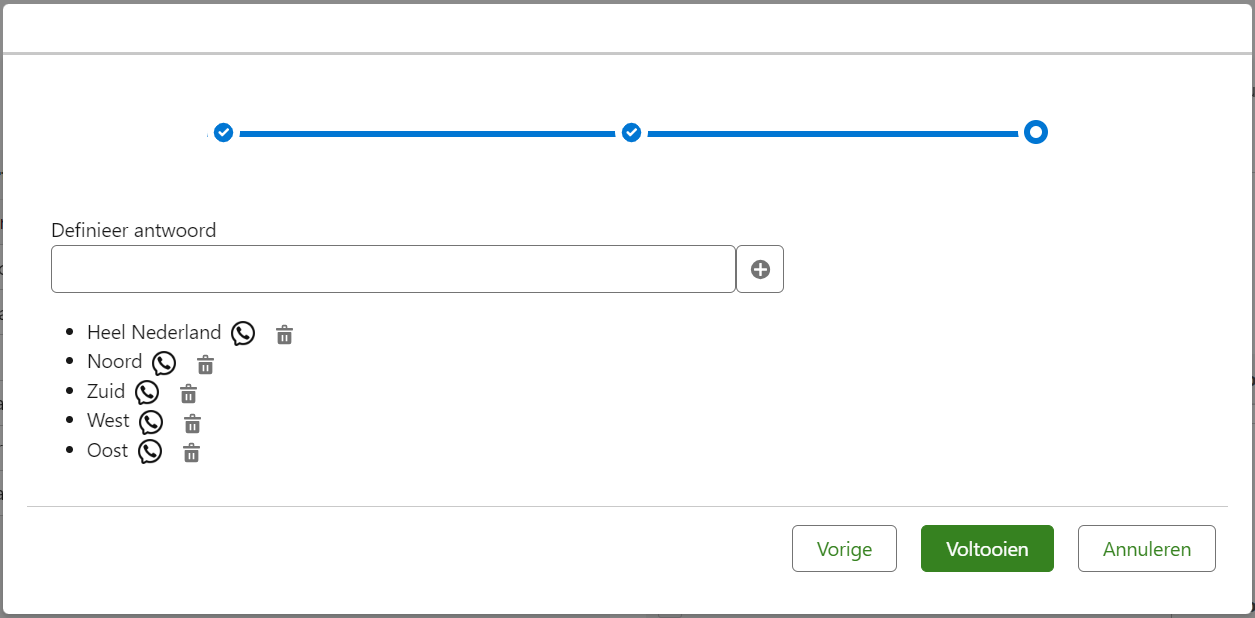 Definieer antwoord
Heel Nederland
Noord
Zuid
West
Oost
Vorige Voltooien Annuleren